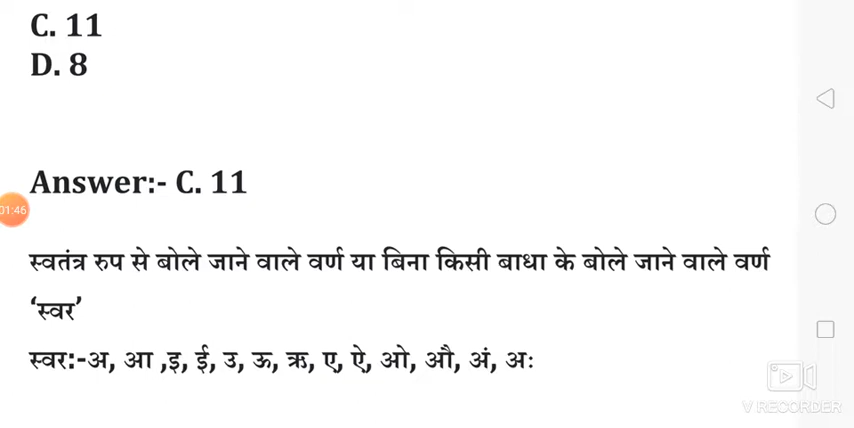 C. 11
D. 8
Answer:- C. 11
01:46
स्वतंत्र रुप से बोले जाने वाले वर्ण या बिना किसी बाधा के बोले जाने वाले वर्ण
‘स्वर’
स्वर:-अ, आ ,इ, ई, उ, ऊ, ऋ, ए, ऐ, ओ, औ, अं, अः
V RECORDER